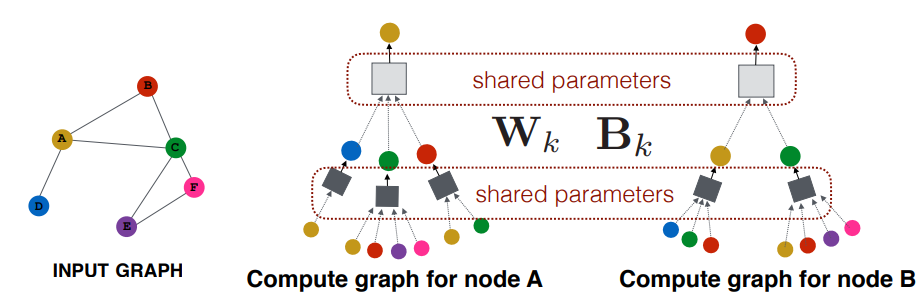 B
A
C
F
D
E
INPUT GRAPH
shared parameters
W_k B_k
shared parameters
Compute graph for node A
Compute graph for node B